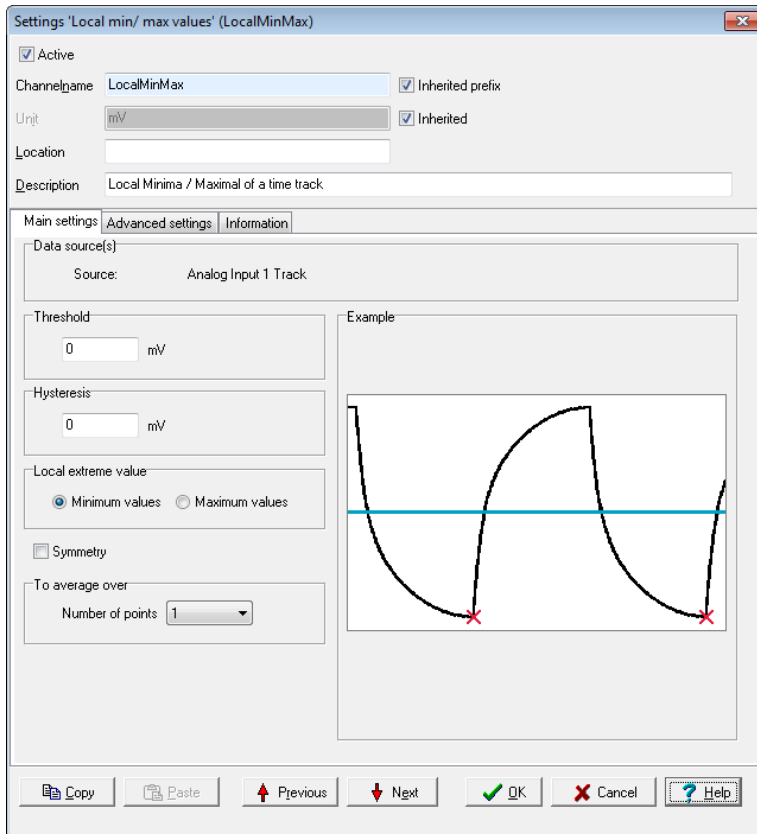 Settings 'Local min/ max values' (LocalMinMax)
Active
Channelname LocalMinMax Inherited prefix
Unit mV Inherited
Location
Description Local Minima / Maximal of a time track
Main settings Advanced settings Information
Data source(s)
Source: Analog Input 1 Track
Threshold
0 mV
Example
Hysteresis
0 mV
Local extreme value
Minimum values Maximum values
Symmetry
To average over
Number of points 1
Copy Paste Previous Next OK Cancel ? Help